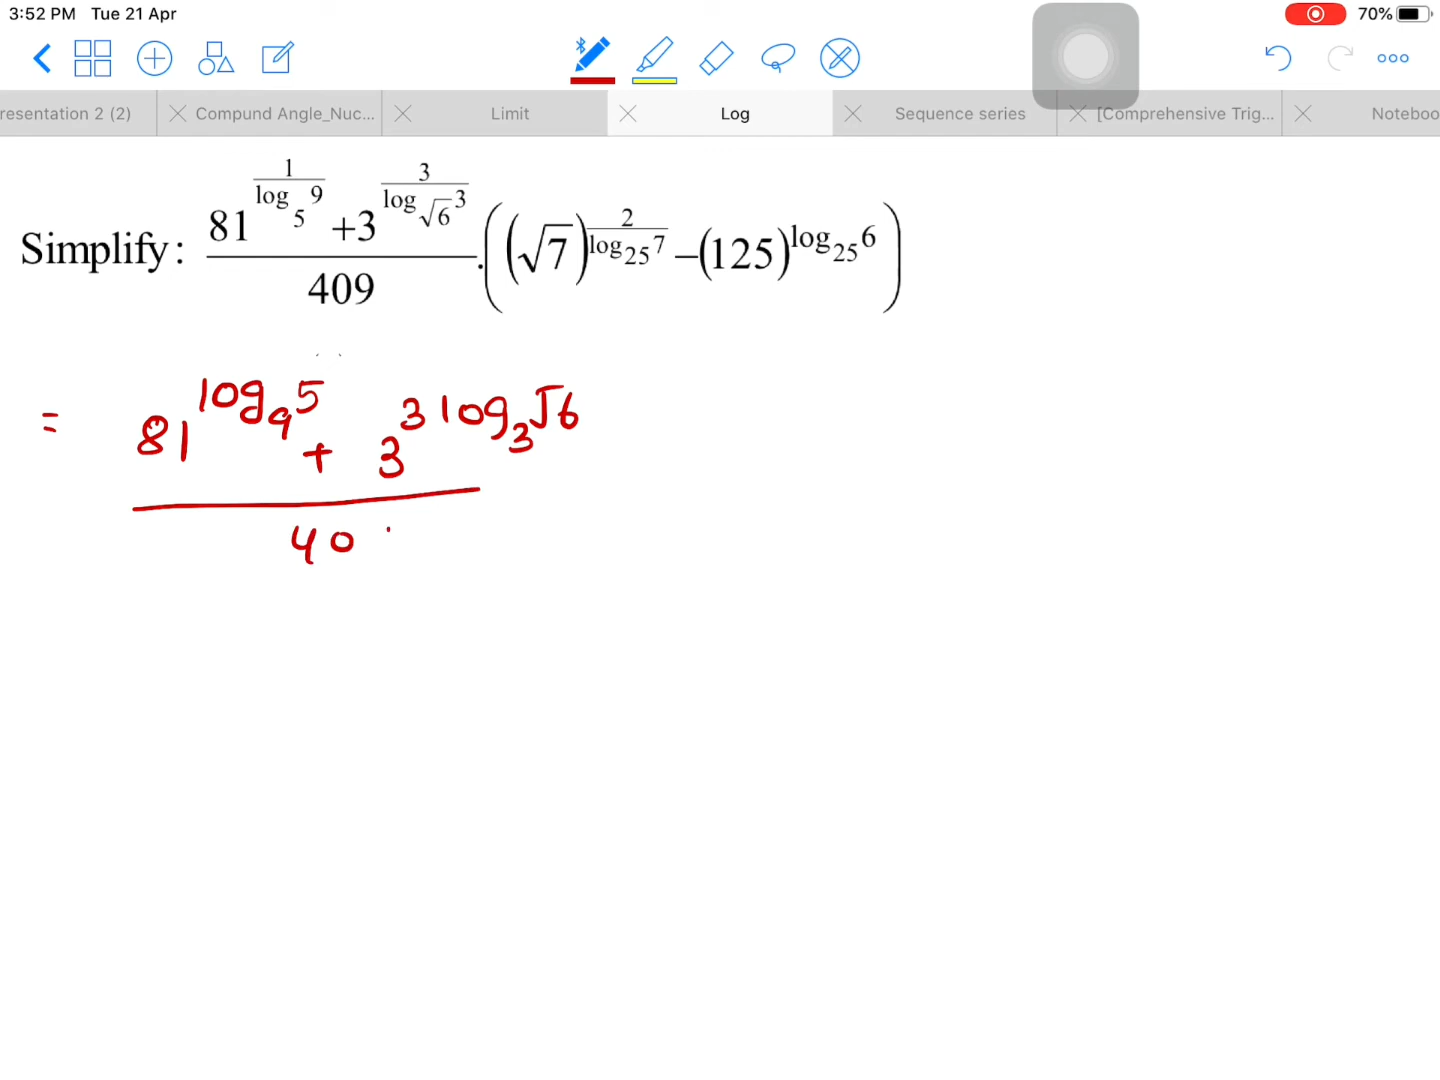 3:52 PM Tue 21 Apr 70%
resentation 2 (2) Compund Angle_Nuc... Limit Log Sequence series [Comprehensive Trig... Noteboo
Simplify: (81^(1/log_5 9) + 3^(3/log_√6 3))/409 . ((√7)^(2/log_25 7) – (125)^(log_25 6))
= 81^(log_9 5) + 3^(3 log_3 √6)
40